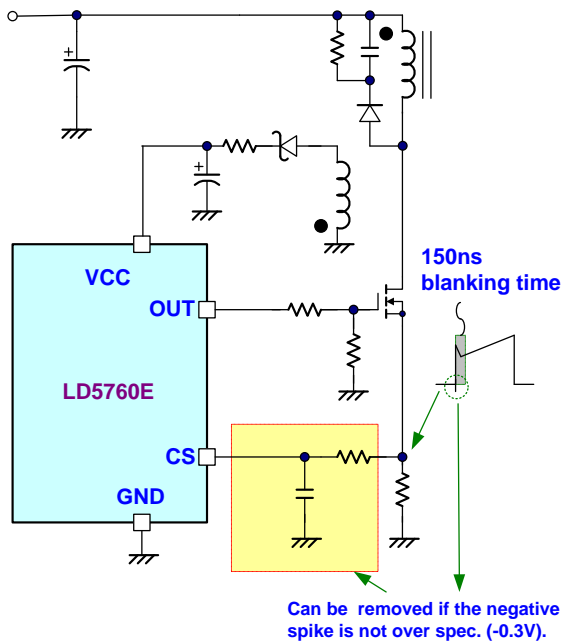 +
+
VCC
150ns
blanking time
OUT
LD5760E
CS
GND
Can be removed if the negative
spike is not over spec. (-0.3V).